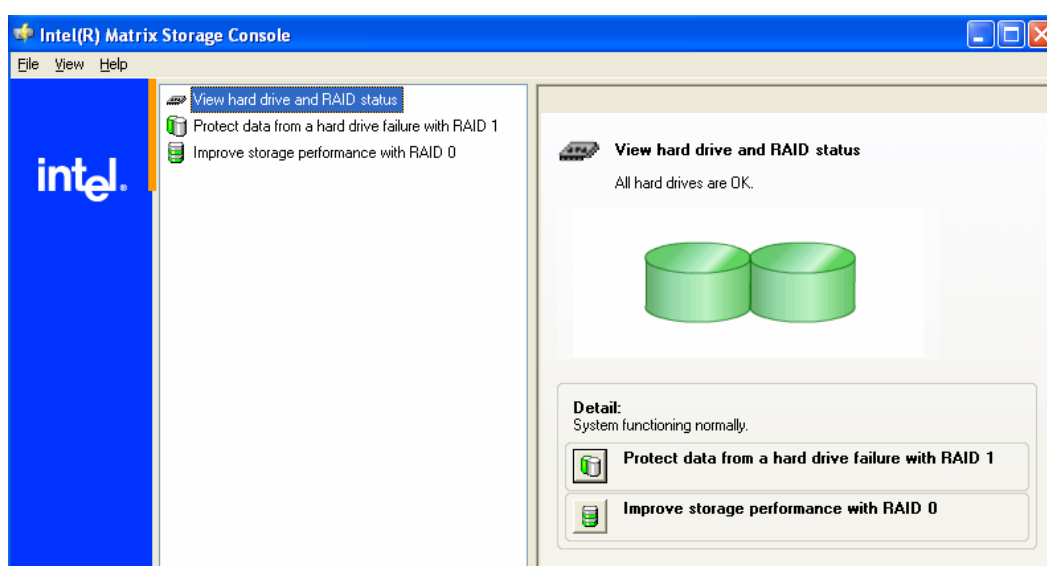 Intel(R) Matrix Storage Console
File View Help
intel.
View hard drive and RAID status
Protect data from a hard drive failure with RAID 1
Improve storage performance with RAID 0
View hard drive and RAID status
All hard drives are OK.
Detail:
System functioning normally.
Protect data from a hard drive failure with RAID 1
Improve storage performance with RAID 0